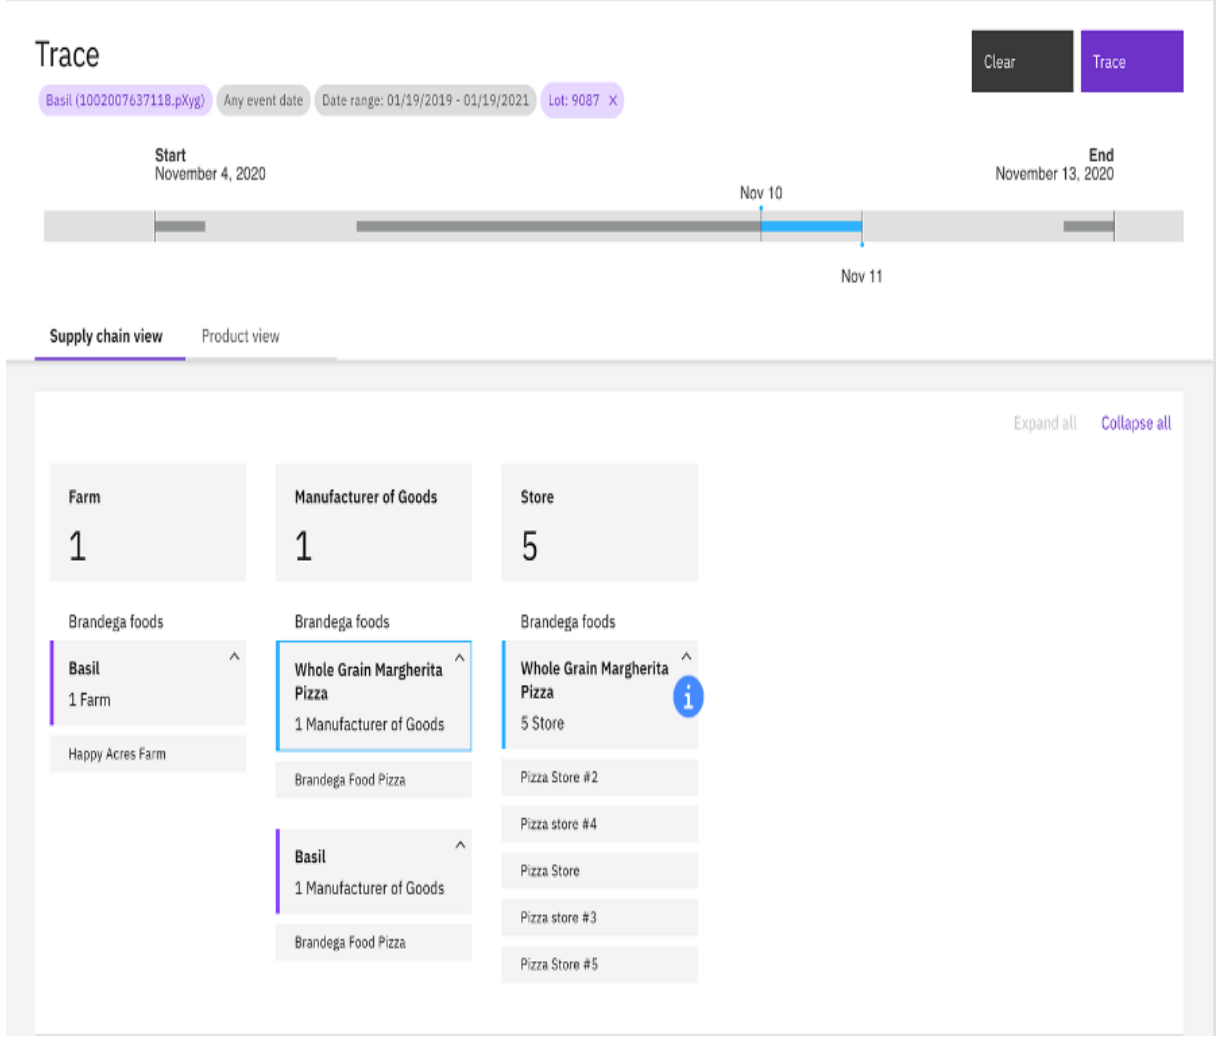 Trace
Clear
Trace
Basil (1002007637118.pXyg)
Any event date
Date range: 01/19/2019 - 01/19/2021
Lot: 9087 X
Start
November 4, 2020
End
November 13, 2020
Nov 10
Nov 11
Supply chain view
Product view
Expand all
Collapse all
Farm
1
Manufacturer of Goods
1
Store
5
Brandega foods
Basil
1 Farm
Happy Acres Farm
Brandega foods
Whole Grain Margherita
Pizza
1 Manufacturer of Goods
Brandega Food Pizza
Basil
1 Manufacturer of Goods
Brandega Food Pizza
Brandega foods
Whole Grain Margherita
Pizza
5 Store
i
Pizza Store #2
Pizza store #4
Pizza Store
Pizza store #3
Pizza Store #5